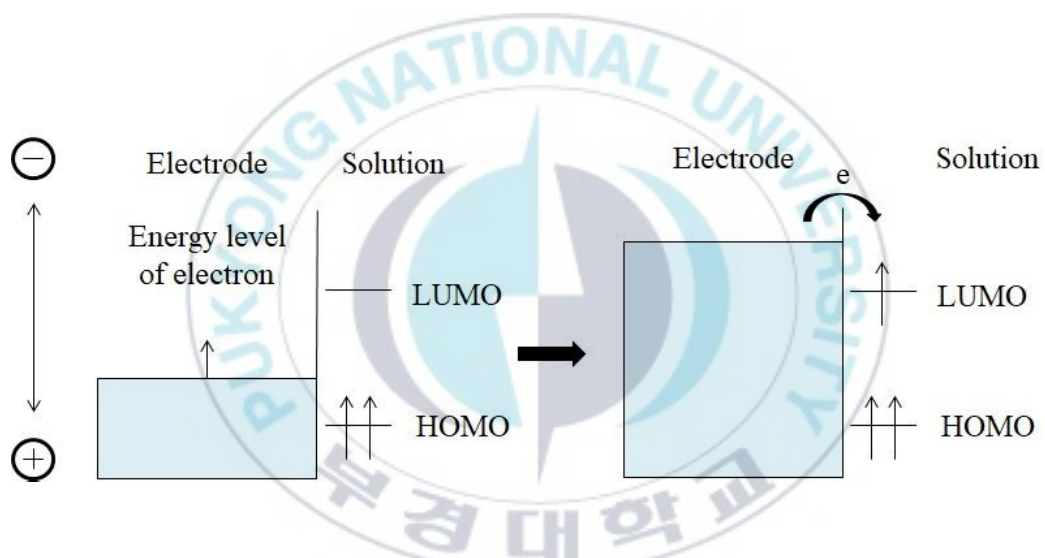 PUKYONG NATIONAL UNIVERSITY
Electrode
Solution
Energy level
of electron
LUMO
HOMO
−
+
Electrode
e
Solution
LUMO
HOMO
부경대학교